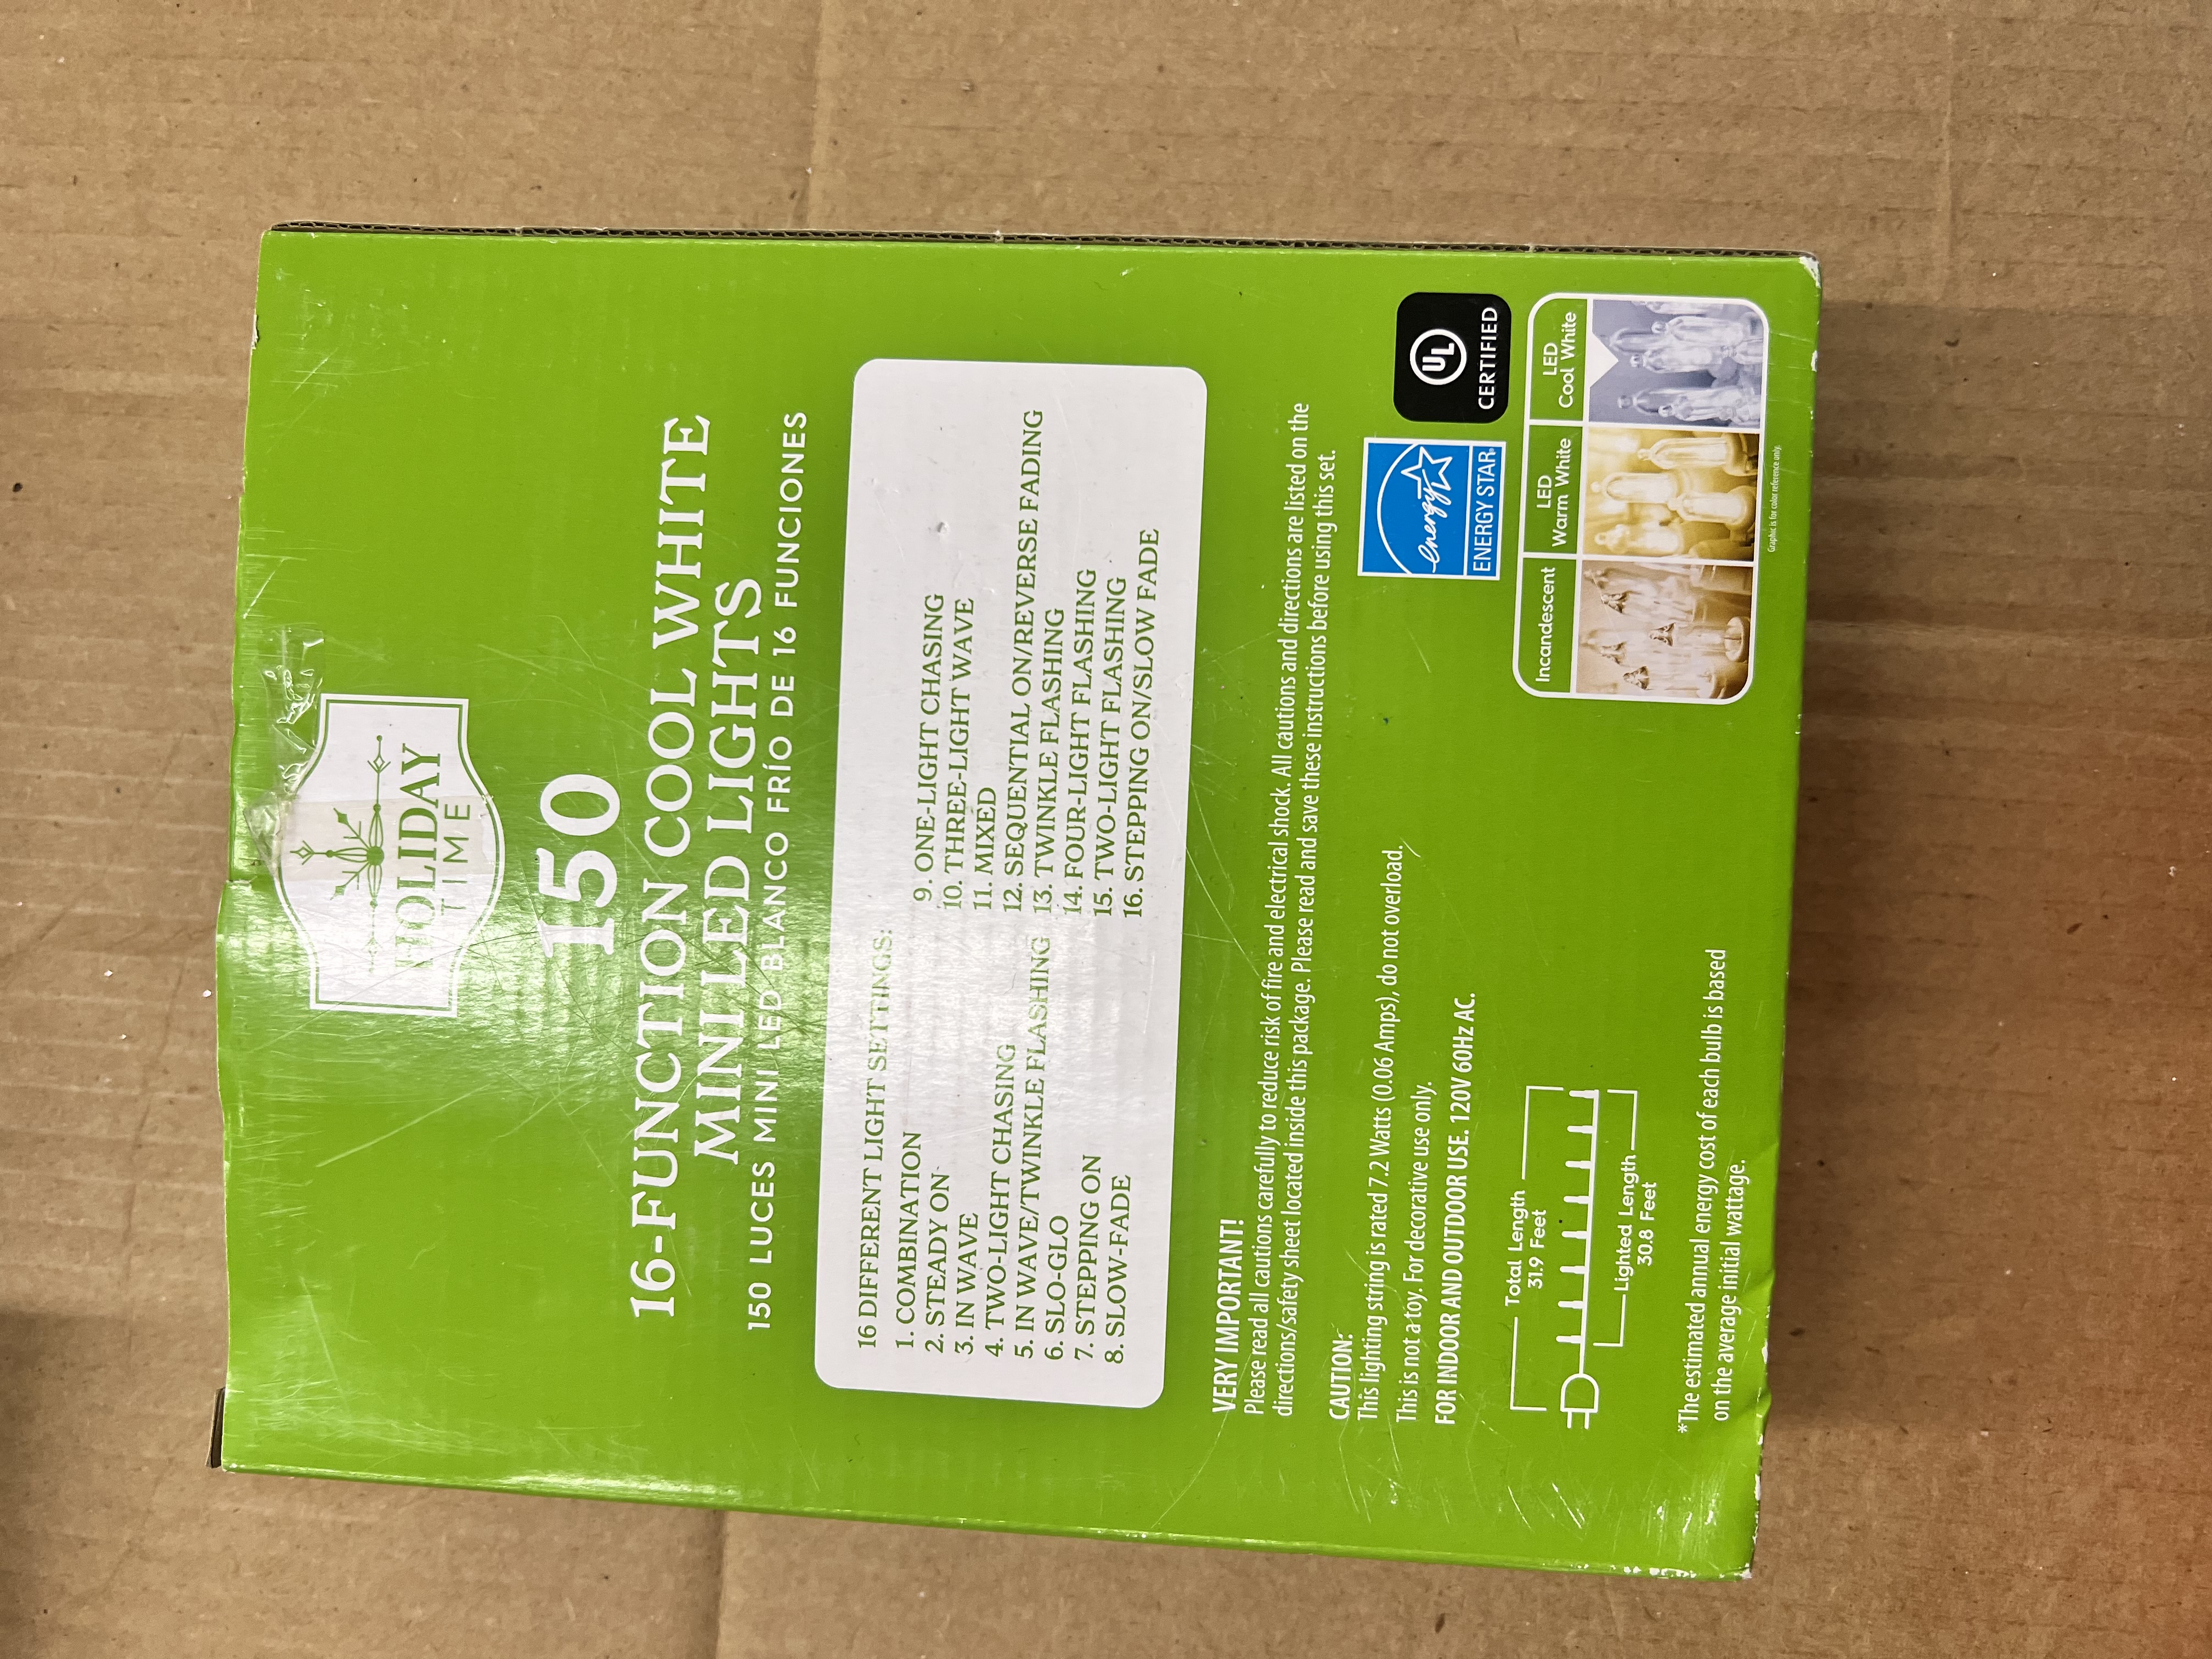 HOLIDAY
TIME
150
16-FUNCTION COOL WHITE
MINI LED LIGHTS
150 LUCES MINI LED BLANCO FRÍO DE 16 FUNCIONES
16 DIFFERENT LIGHT SETTINGS:
1. COMBINATION
2. STEADY ON
3. IN WAVE
4. TWO-LIGHT CHASING
5. IN WAVE/TWINKLE FLASHING
6. SLO-GLO
7. STEPPING ON
8. SLOW-FADE
9. ONE-LIGHT CHASING
10. THREE-LIGHT WAVE
11. MIXED
12. SEQUENTIAL ON/REVERSE FADING
13. TWINKLE FLASHING
14. FOUR-LIGHT FLASHING
15. TWO-LIGHT FLASHING
16. STEPPING ON/SLOW FADE
VERY IMPORTANT!
Please read all cautions carefully to reduce risk of fire and electrical shock. All cautions and directions are listed on the
directions/safety sheet located inside this package. Please read and save these instructions before using this set.
CAUTION:
This lighting string is rated 7.2 Watts (0.06 Amps), do not overload.
This is not a toy. For decorative use only.
FOR INDOOR AND OUTDOOR USE. 120V 60Hz AC.
Total Length
31.9 Feet
Lighted Length
30.8 Feet
*The estimated annual energy cost of each bulb is based
on the average initial wattage.
energy
ENERGY STAR
UL
CERTIFIED
Incandescent
LED
Warm White
LED
Cool White
Graphic is for color reference only.